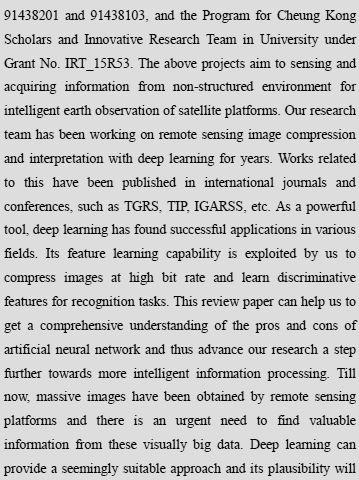 91438201 and 91438103, and the Program for Cheung Kong
Scholars and Innovative Research Team in University under
Grant No. IRT_15R53. The above projects aim to sensing and
acquiring information from non-structured environment for
intelligent earth observation of satellite platforms. Our research
team has been working on remote sensing image compression
and interpretation with deep learning for years. Works related
to this have been published in international journals and
conferences, such as TGRS, TIP, IGARSS, etc. As a powerful
tool, deep learning has found successful applications in various
fields. Its feature learning capability is exploited by us to
compress images at high bit rate and learn discriminative
features for recognition tasks. This review paper can help us to
get a comprehensive understanding of the pros and cons of
artificial neural network and thus advance our research a step
further towards more intelligent information processing. Till
now, massive images have been obtained by remote sensing
platforms and there is an urgent need to find valuable
information from these visually big data. Deep learning can
provide a seemingly suitable approach and its plausibility will